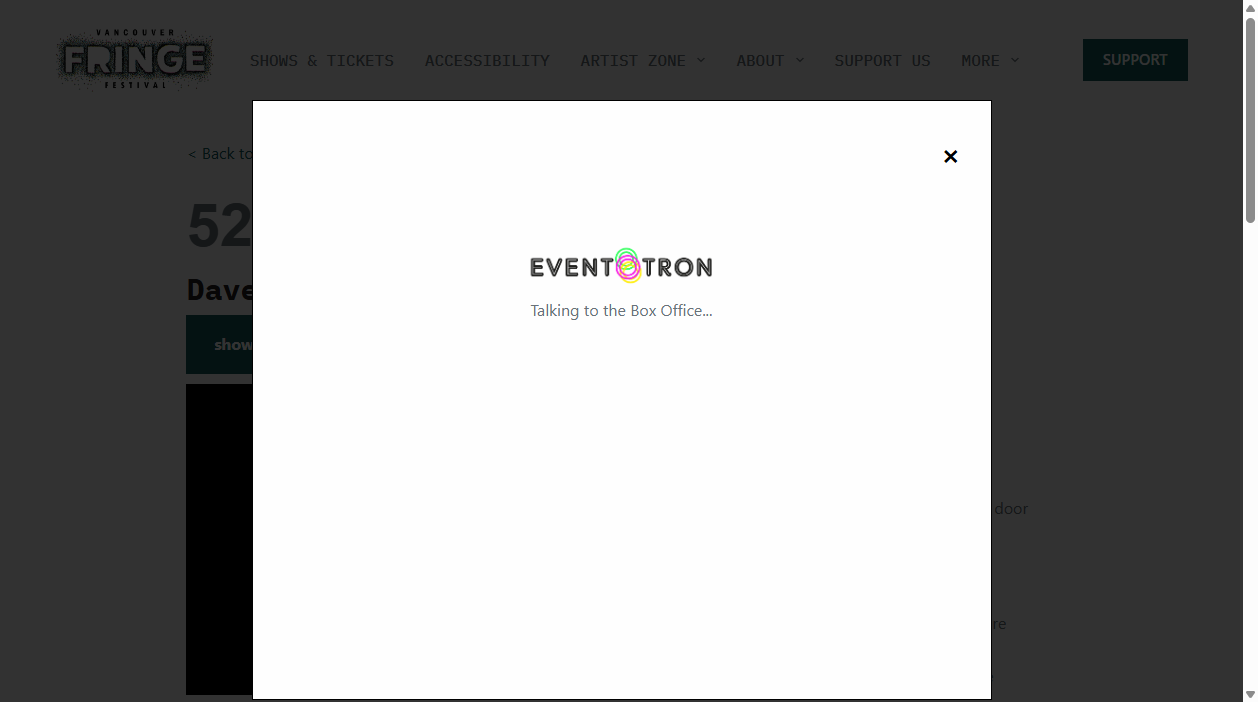 VANCOUVER
FRINGE
FESTIVAL
SHOWS & TICKETS ACCESSIBILITY ARTIST ZONE ABOUT SUPPORT US MORE SUPPORT
< Back to
52
Dave
show
EVENTOTRON
Talking to the Box Office...
door
re